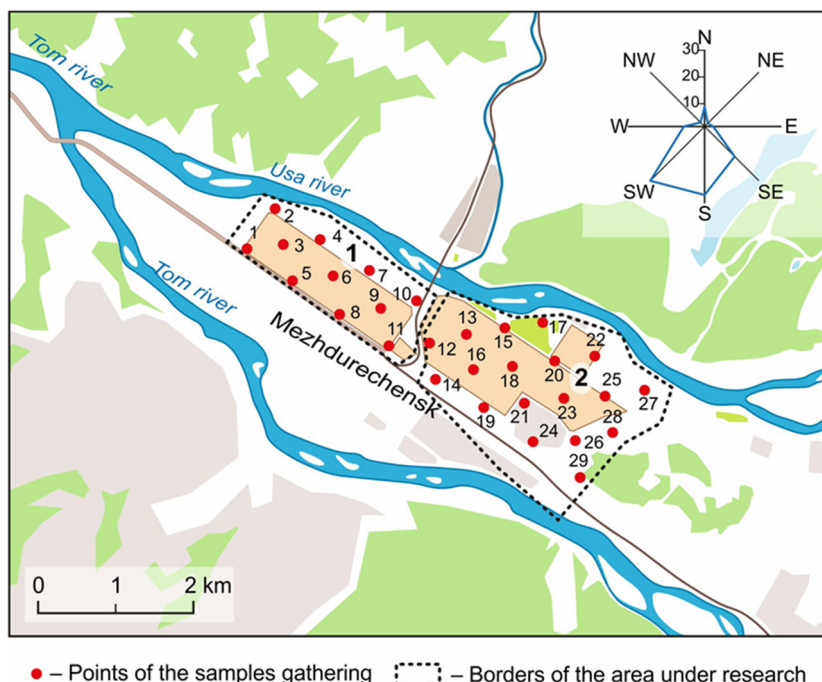 Tom river
Usa river
Tom river
Mezhdurechensk
N
NE
E
SE
S
SW
W
NW
30
20
10
1
2
3
4
5
6
7
8
9
10
11
1
12
13
14
15
16
17
18
19
20
21
22
23
24
25
26
27
28
29
2
0 1 2 km
– Points of the samples gathering
– Borders of the area under research